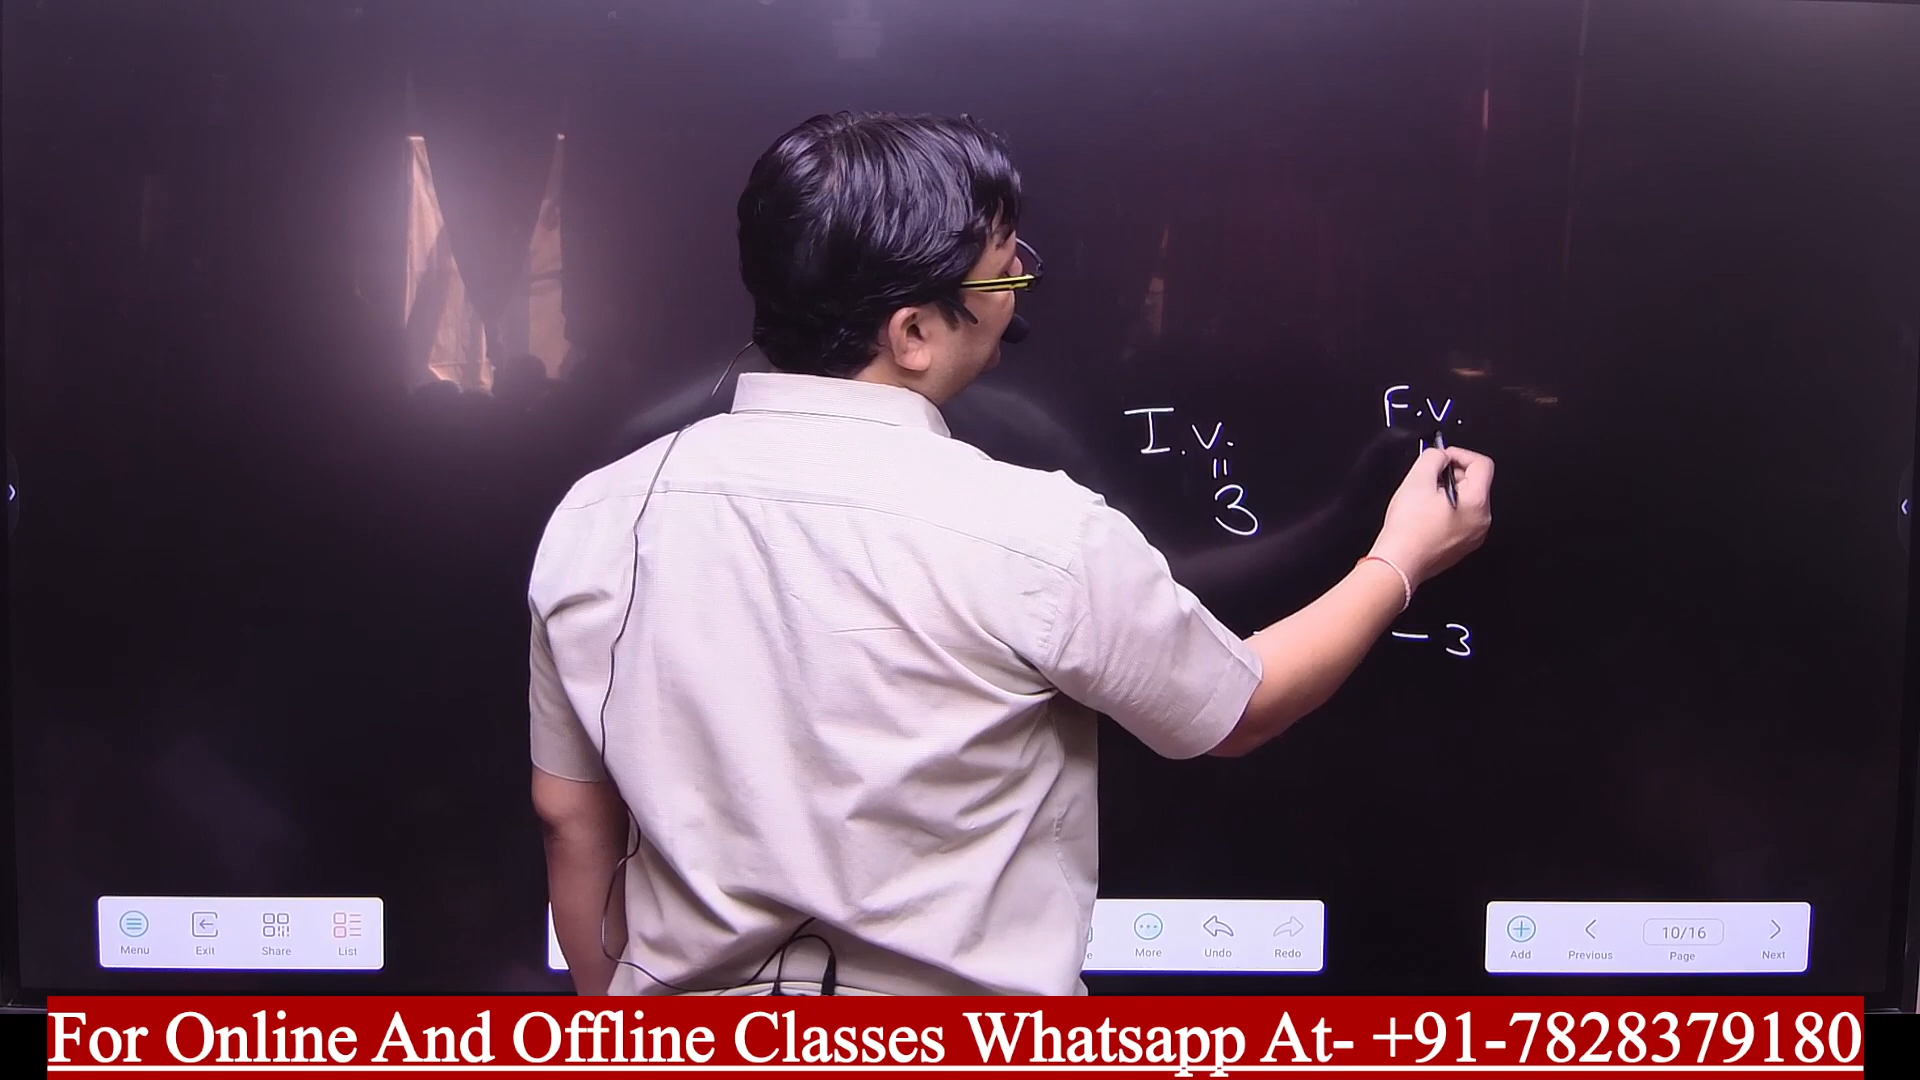 I.V. F.V.
||
3
- 3
Menu Exit Share List More Undo Redo Add Previous 10/16 Page Next
For Online And Offline Classes Whatsapp At- +91-7828379180